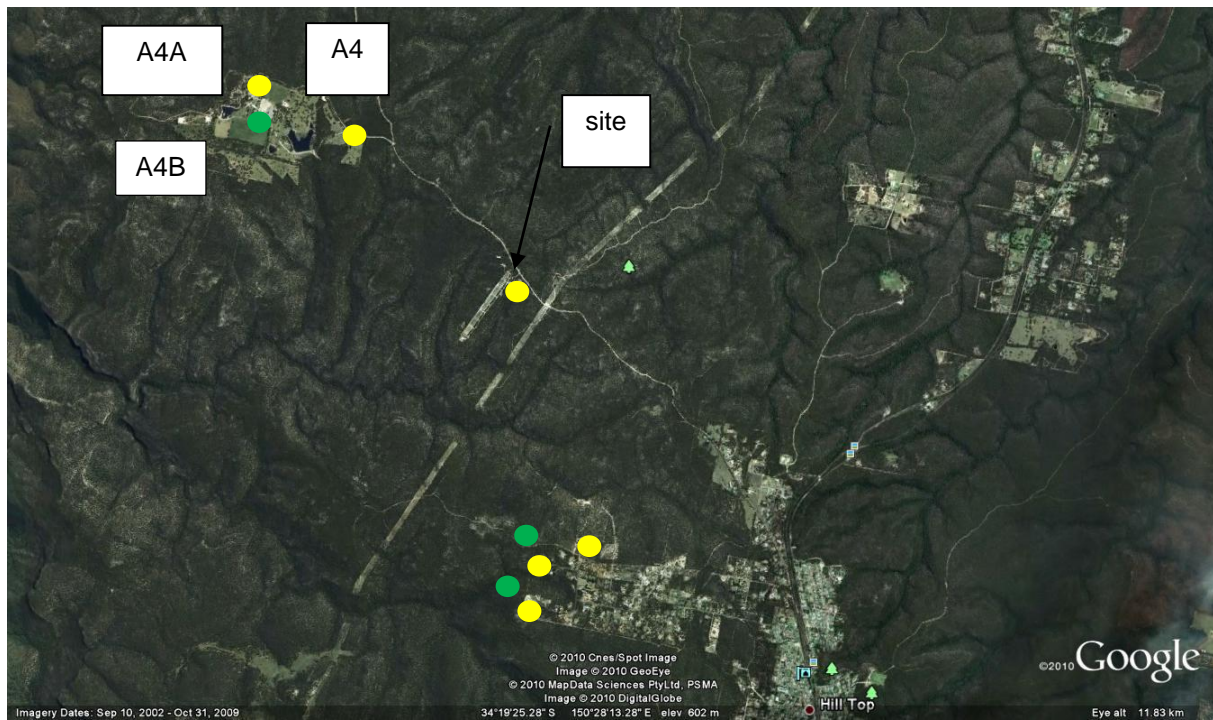 A4A
A4
site
A4B
© 2010 Cnes/Spot Image
Image © 2010 GeoEye
© 2010 MapData Sciences PtyLtd, PSMA
Image © 2010 DigitalGlobe
©2010 Google
Hill Top
Imagery Dates: Sep 10, 2002 - Oct 31, 2009
34°19'25.28" S 150°28'13.28" E elev 602 m
Eye alt 11.83 km